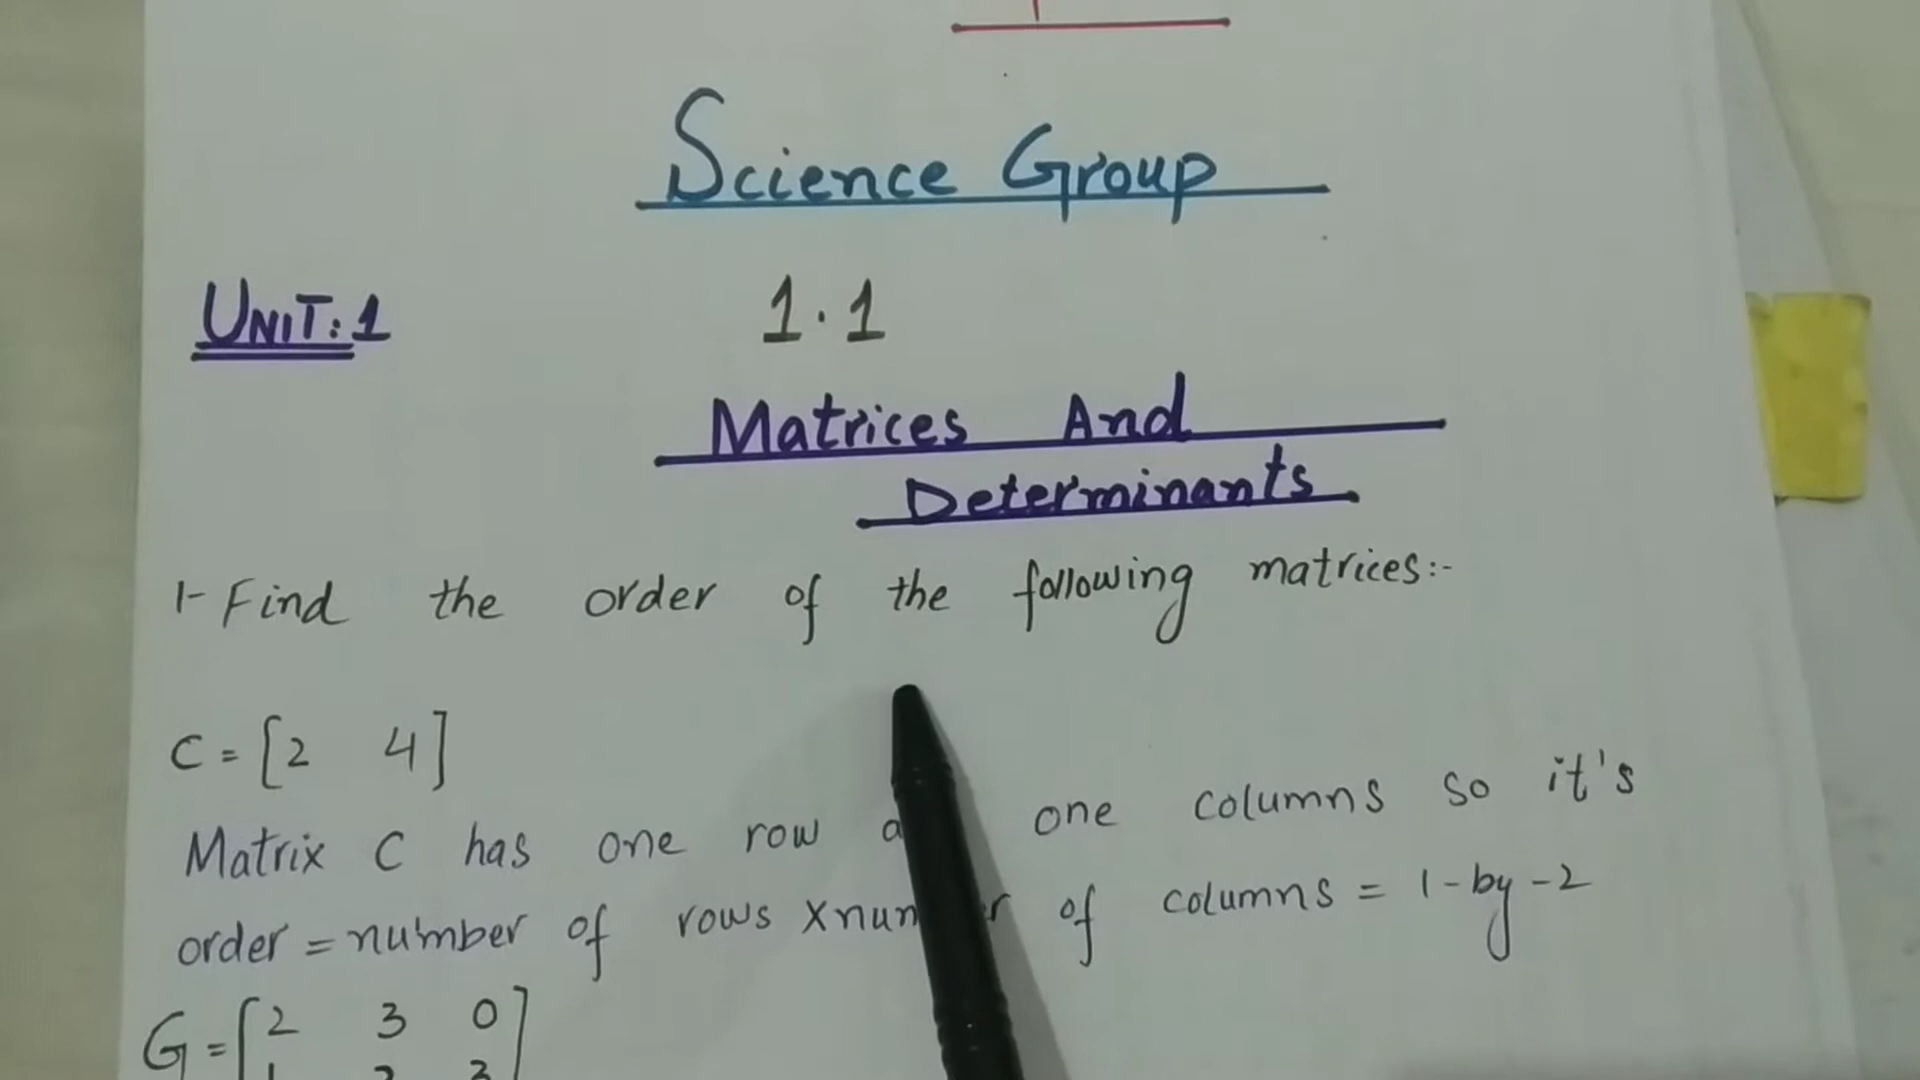 Science Group
UNIT:1
1.1
Matrices And
Determinants
1- Find the order of the following matrices:-
C = [2 4]
Matrix C has one row one columns so it's
order = number of rows x of columns = 1-by-2
G = [2 3 0]